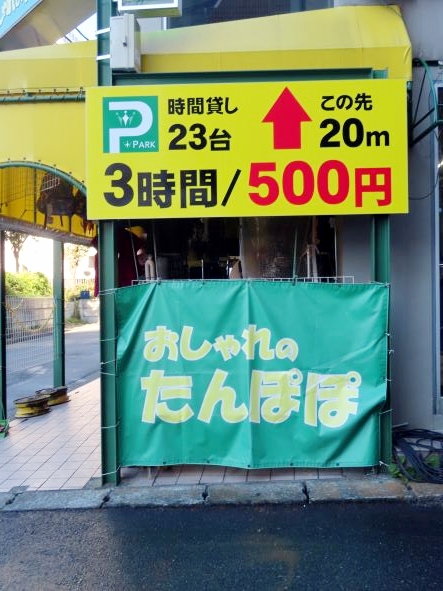 P
+PARK
時間貸し
23台
この先
20m
3時間/500円
おしゃれの
たんぽぽ